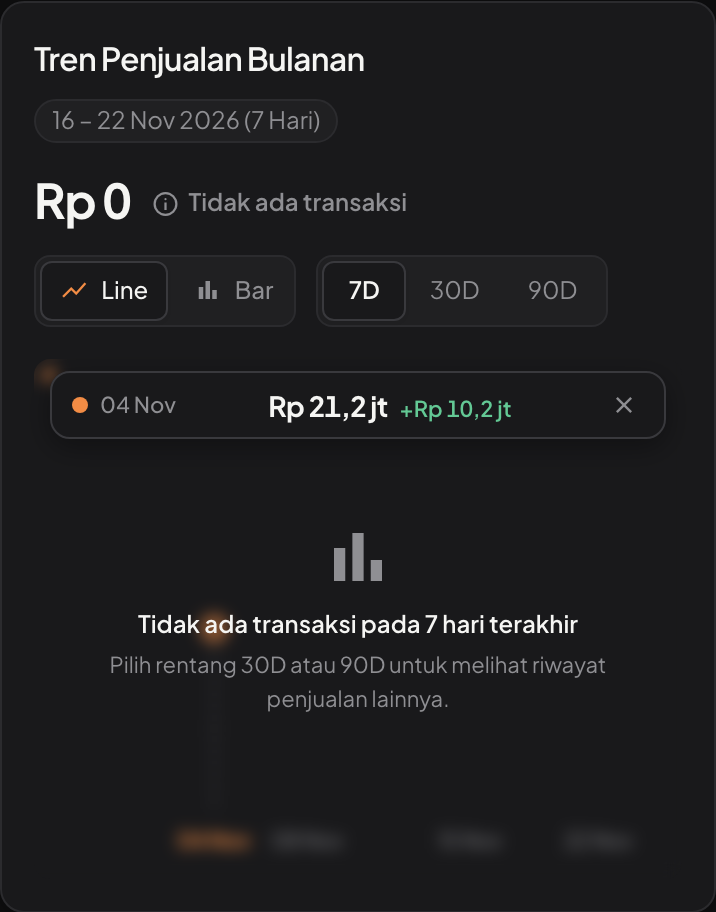 Tren Penjualan Bulanan
16 – 22 Nov 2026 (7 Hari)
Rp 0 Tidak ada transaksi
Line Bar 7D 30D 90D
04 Nov Rp 21,2 jt +Rp 10,2 jt
Tidak ada transaksi pada 7 hari terakhir
Pilih rentang 30D atau 90D untuk melihat riwayat
penjualan lainnya.